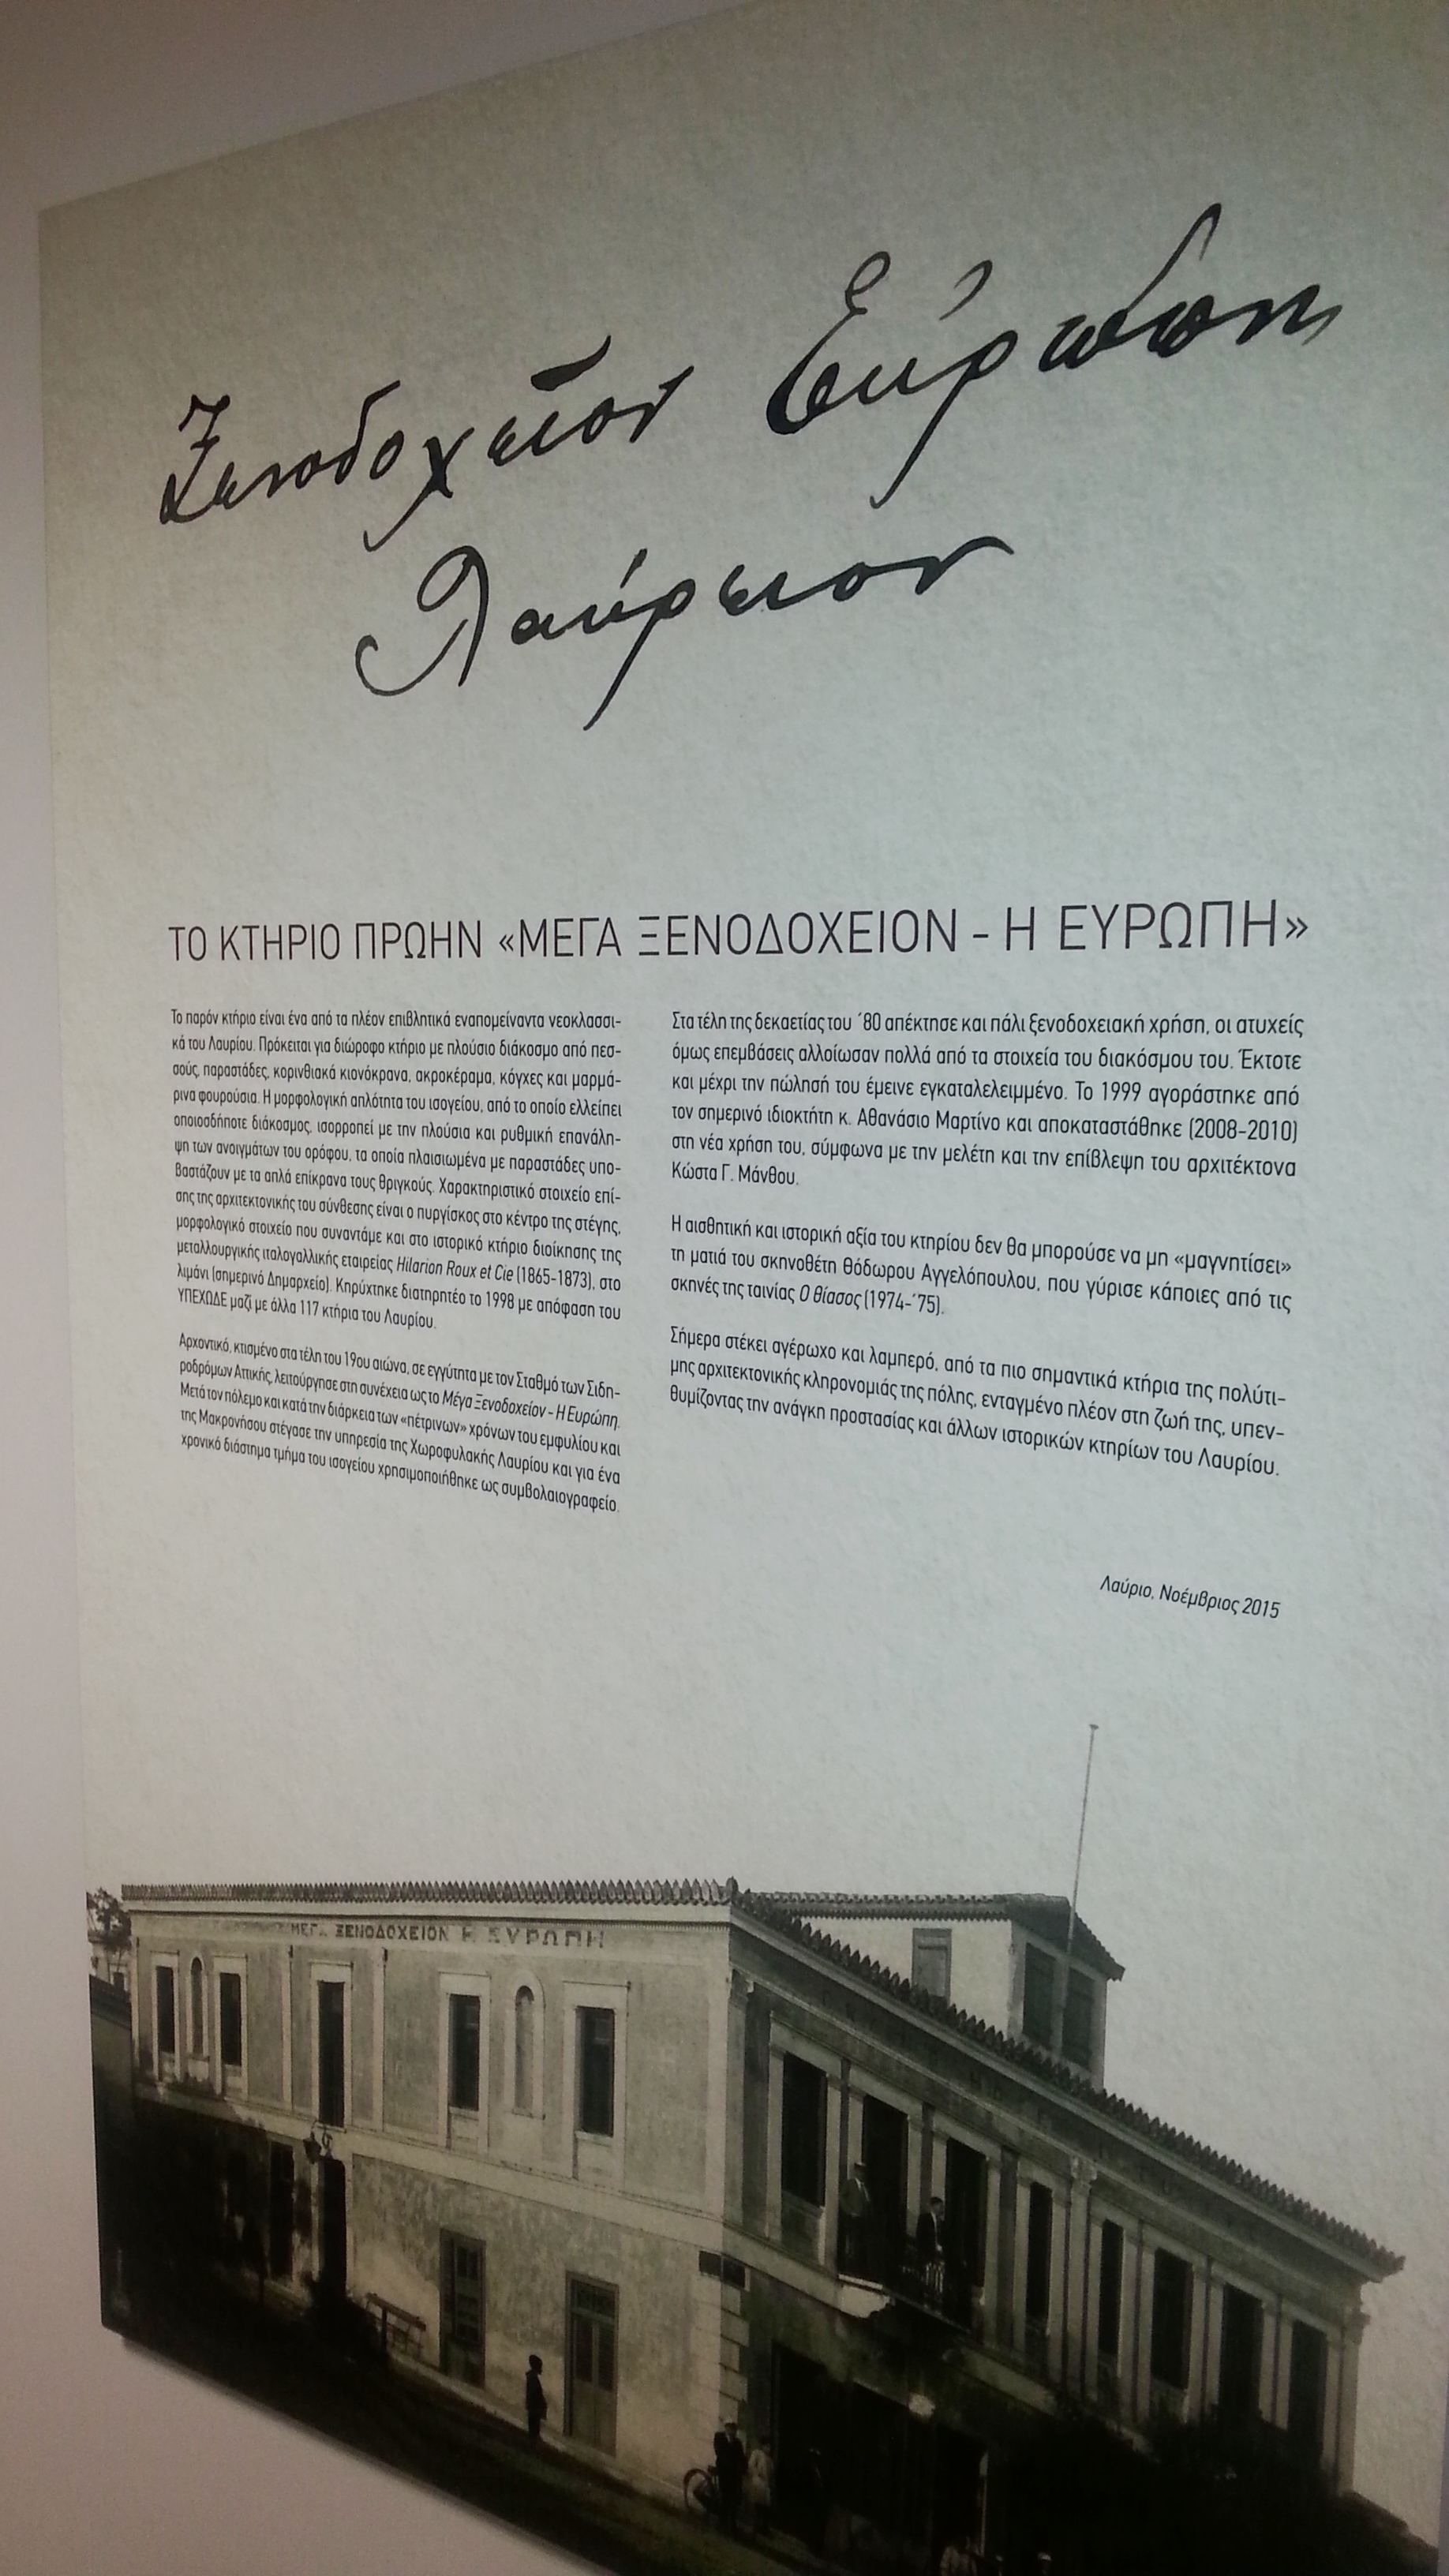 Ξενοδοχεῖον Εὐρώπη
Λαύρειον
ΤΟ ΚΤΗΡΙΟ ΠΡΩΗΝ «ΜΕΓΑ ΞΕΝΟΔΟΧΕΙΟΝ - Η ΕΥΡΩΠΗ»
Το παρόν κτήριο είναι ένα από τα πλέον επιβλητικά εναπομείναντα νεοκλασσι-
κά του Λαυρίου. Πρόκειται για διώροφο κτήριο με πλούσιο διάκοσμο από πεσ-
σούς, παραστάδες, κορινθιακά κιονόκρανα, ακροκέραμα, κόγχες και μαρμά-
ρινα φουρούσια. Η μορφολογική απλότητα του ισογείου, από το οποίο ελλείπει
οποιοσδήποτε διάκοσμος, ισορροπεί με την πλούσια και ρυθμική επανάλη-
ψη των ανοιγμάτων του ορόφου, τα οποία πλαισιωμένα με παραστάδες υπο-
βαστάζουν με τα απλά επίκρανα τους θριγκούς. Χαρακτηριστικό στοιχείο επί-
σης της αρχιτεκτονικής του σύνθεσης είναι ο πυργίσκος στο κέντρο της στέγης,
μορφολογικό στοιχείο που συναντάμε και στο ιστορικό κτήριο διοίκησης της
μεταλλουργικής ιταλογαλλικής εταιρείας Hilarion Roux et Cie (1865-1873), στο
λιμάνι (σημερινό Δημαρχείο). Κηρύχτηκε διατηρητέο το 1998 με απόφαση του
ΥΠΕΧΩΔΕ μαζί με άλλα 117 κτήρια του Λαυρίου.
Αρχοντικό, κτισμένο στα τέλη του 19ου αιώνα, σε εγγύτητα με τον Σταθμό των Σιδη-
ροδρόμων Αττικής, λειτούργησε στη συνέχεια ως το Μέγα Ξενοδοχείον - Η Ευρώπη.
Μετά τον πόλεμο και κατά την διάρκεια των «πέτρινων» χρόνων του εμφυλίου και
της Μακρονήσου στέγασε την υπηρεσία της Χωροφυλακής Λαυρίου και για ένα
χρονικό διάστημα τμήμα του ισογείου χρησιμοποιήθηκε ως συμβολαιογραφείο.
Στα τέλη της δεκαετίας του ΄80 απέκτησε και πάλι ξενοδοχειακή χρήση, οι ατυχείς
όμως επεμβάσεις αλλοίωσαν πολλά από τα στοιχεία του διακόσμου του. Έκτοτε
και μέχρι την πώλησή του έμεινε εγκαταλελειμμένο. Το 1999 αγοράστηκε από
τον σημερινό ιδιοκτήτη κ. Αθανάσιο Μαρτίνο και αποκαταστάθηκε (2008-2010)
στη νέα χρήση του, σύμφωνα με την μελέτη και την επίβλεψη του αρχιτέκτονα
Κώστα Γ. Μάνθου.
Η αισθητική και ιστορική αξία του κτηρίου δεν θα μπορούσε να μη «μαγνητίσει»
τη ματιά του σκηνοθέτη Θόδωρου Αγγελόπουλου, που γύρισε κάποιες από τις
σκηνές της ταινίας Ο θίασος (1974-΄75).
Σήμερα στέκει αγέρωχο και λαμπερό, από τα πιο σημαντικά κτήρια της πολύτι-
μης αρχιτεκτονικής κληρονομιάς της πόλης, ενταγμένο πλέον στη ζωή της, υπεν-
θυμίζοντας την ανάγκη προστασίας και άλλων ιστορικών κτηρίων του Λαυρίου.
Λαύριο, Νοέμβριος 2015
ΜΕΓΑ ΞΕΝΟΔΟΧΕΙΟΝ Η ΕΥΡΩΠΗ